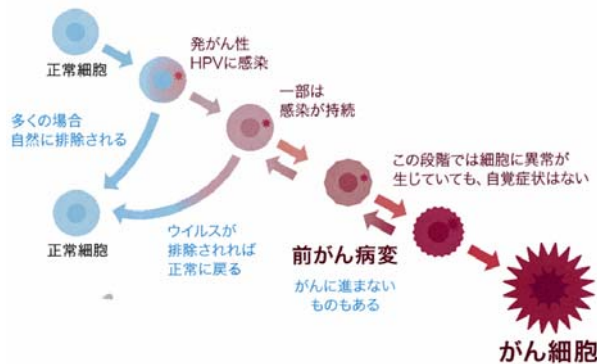 正常細胞
発がん性
HPVに感染
一部は
感染が持続
多くの場合
自然に排除される
この段階では細胞に異常が
生じていても、自覚症状はない
正常細胞
ウイルスが
排除されれば
正常に戻る
前がん病変
がんに進まない
ものもある
がん細胞